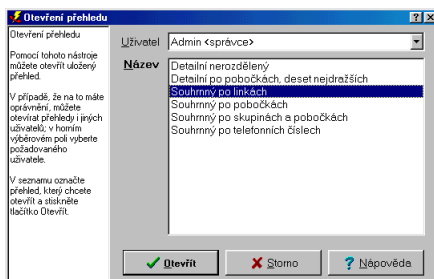 Otevření přehledu
Otevření přehledu
Pomocí tohoto nástroje
můžete otevřít uložený
přehled.
V případě, že na to máte
oprávnění, můžete
otevírat přehledy i jiných
uživatelů; v horním
výběrovém poli vyberte
požadovaného
uživatele.
V seznamu označte
přehled, který chcete
otevřít a stiskněte
tlačítko Otevřít.
Uživatel Admin <správce>
Název
Detailní nerozdělený
Detailní po pobočkách, deset nejdražších
Souhrnný po linkách
Souhrnný po pobočkách
Souhrnný po skupinách a pobočkách
Souhrnný po telefonních číslech
Otevřít Storno Nápověda